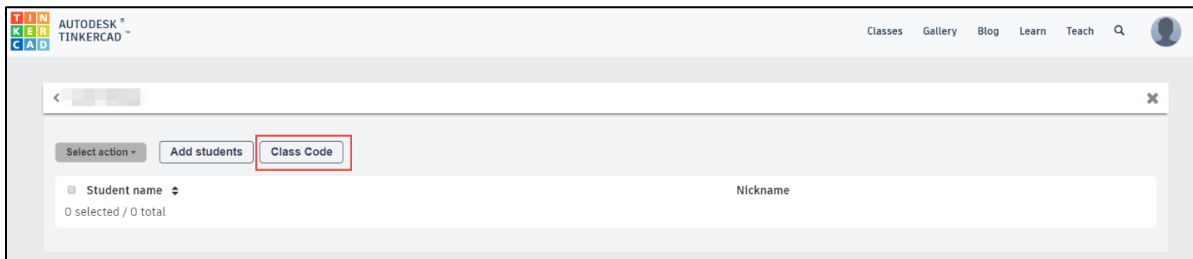 TIN
KER
CAD
AUTODESK®
TINKERCAD™
Classes Gallery Blog Learn Teach
Select action
Add students
Class Code
Student name Nickname
0 selected / 0 total